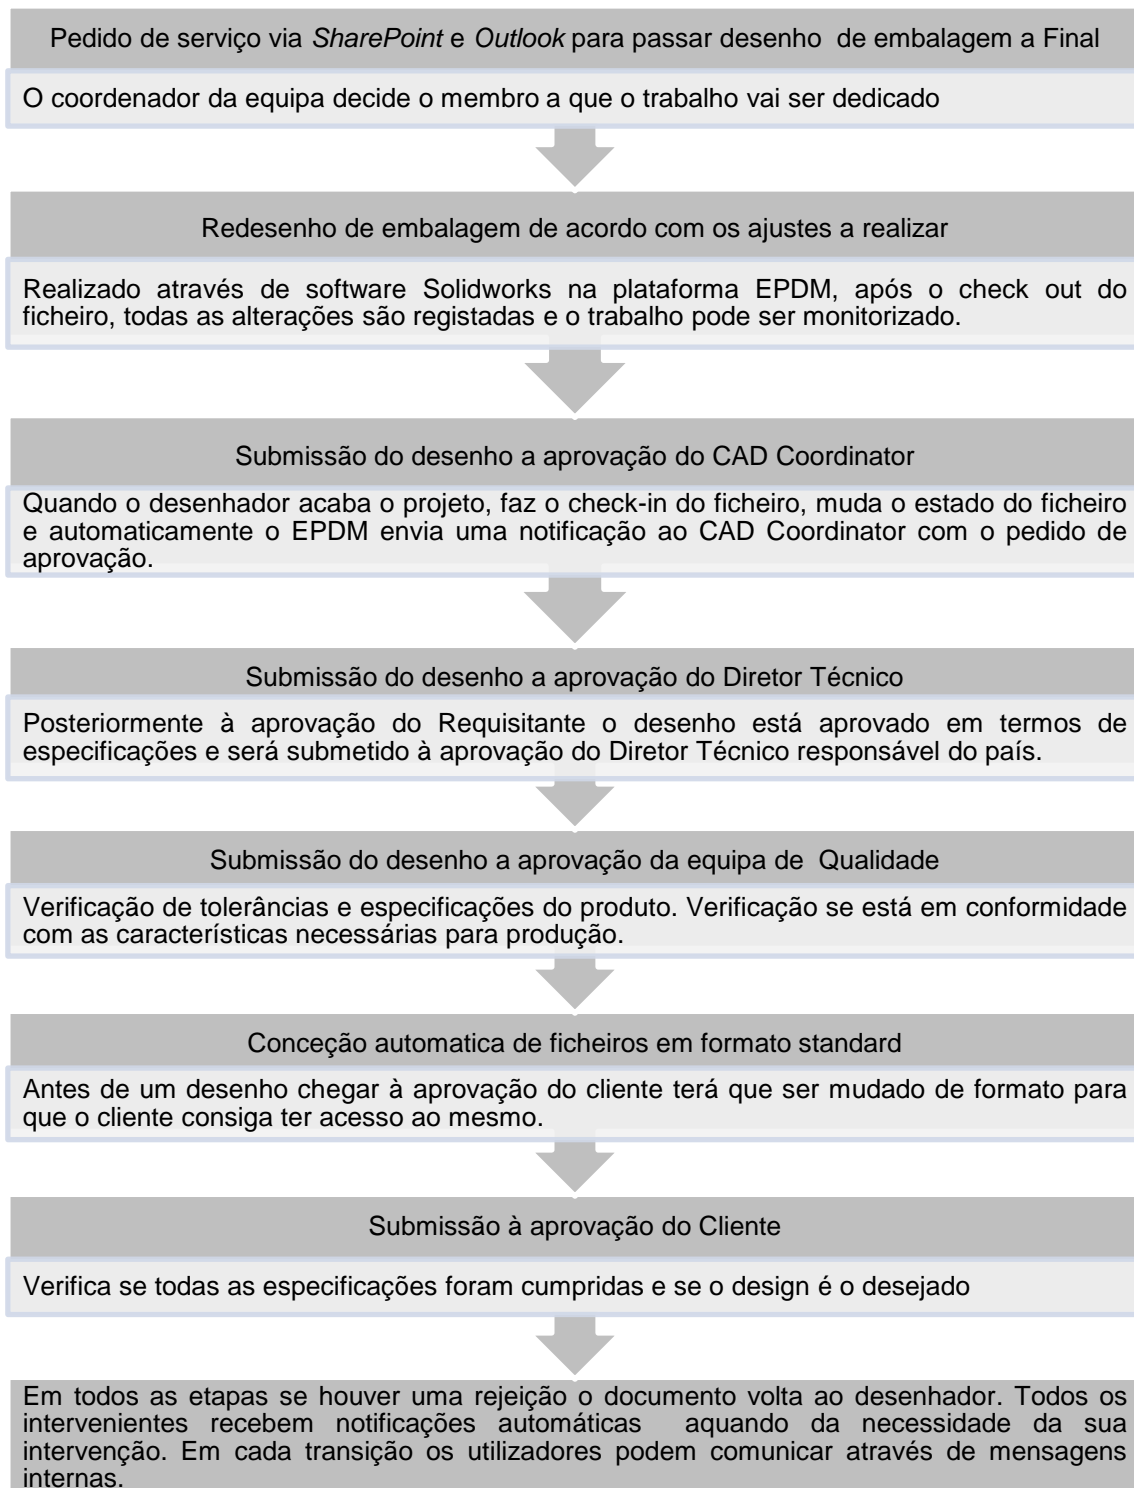 Pedido de serviço via SharePoint e Outlook para passar desenho de embalagem a Final
O coordenador da equipa decide o membro a que o trabalho vai ser dedicado
Redesenho de embalagem de acordo com os ajustes a realizar
Realizado através de software Solidworks na plataforma EPDM, após o check out do
ficheiro, todas as alterações são registadas e o trabalho pode ser monitorizado.
Submissão do desenho a aprovação do CAD Coordinator
Quando o desenhador acaba o projeto, faz o check-in do ficheiro, muda o estado do ficheiro
e automaticamente o EPDM envia uma notificação ao CAD Coordinator com o pedido de
aprovação.
Submissão do desenho a aprovação do Diretor Técnico
Posteriormente à aprovação do Requisitante o desenho está aprovado em termos de
especificações e será submetido à aprovação do Diretor Técnico responsável do país.
Submissão do desenho a aprovação da equipa de Qualidade
Verificação de tolerâncias e especificações do produto. Verificação se está em conformidade
com as características necessárias para produção.
Conceção automatica de ficheiros em formato standard
Antes de um desenho chegar à aprovação do cliente terá que ser mudado de formato para
que o cliente consiga ter acesso ao mesmo.
Submissão à aprovação do Cliente
Verifica se todas as especificações foram cumpridas e se o design é o desejado
Em todos as etapas se houver uma rejeição o documento volta ao desenhador. Todos os
intervenientes recebem notificações automáticas aquando da necessidade da sua
intervenção. Em cada transição os utilizadores podem comunicar através de mensagens
internas.